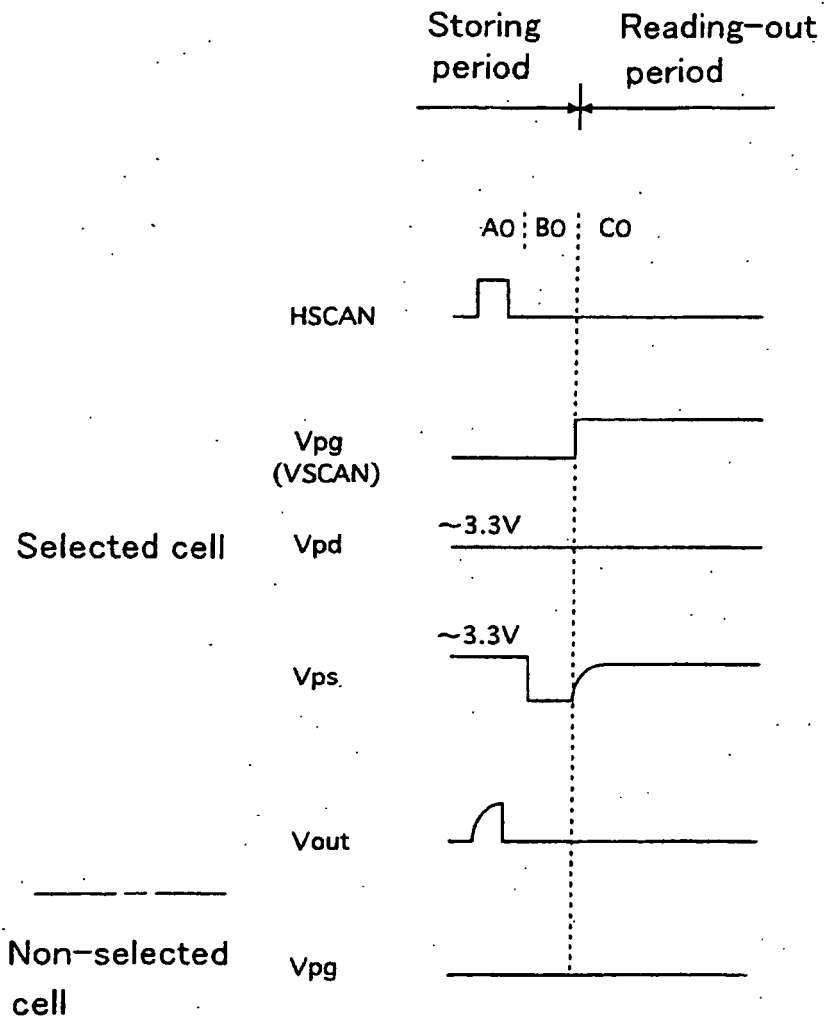 Storing period
Reading-out period
A0 B0 C0
HSCAN
Vpg
(VSCAN)
Selected cell
Vpd
~3.3V
Vps
~3.3V
Vout
Non-selected cell
Vpg